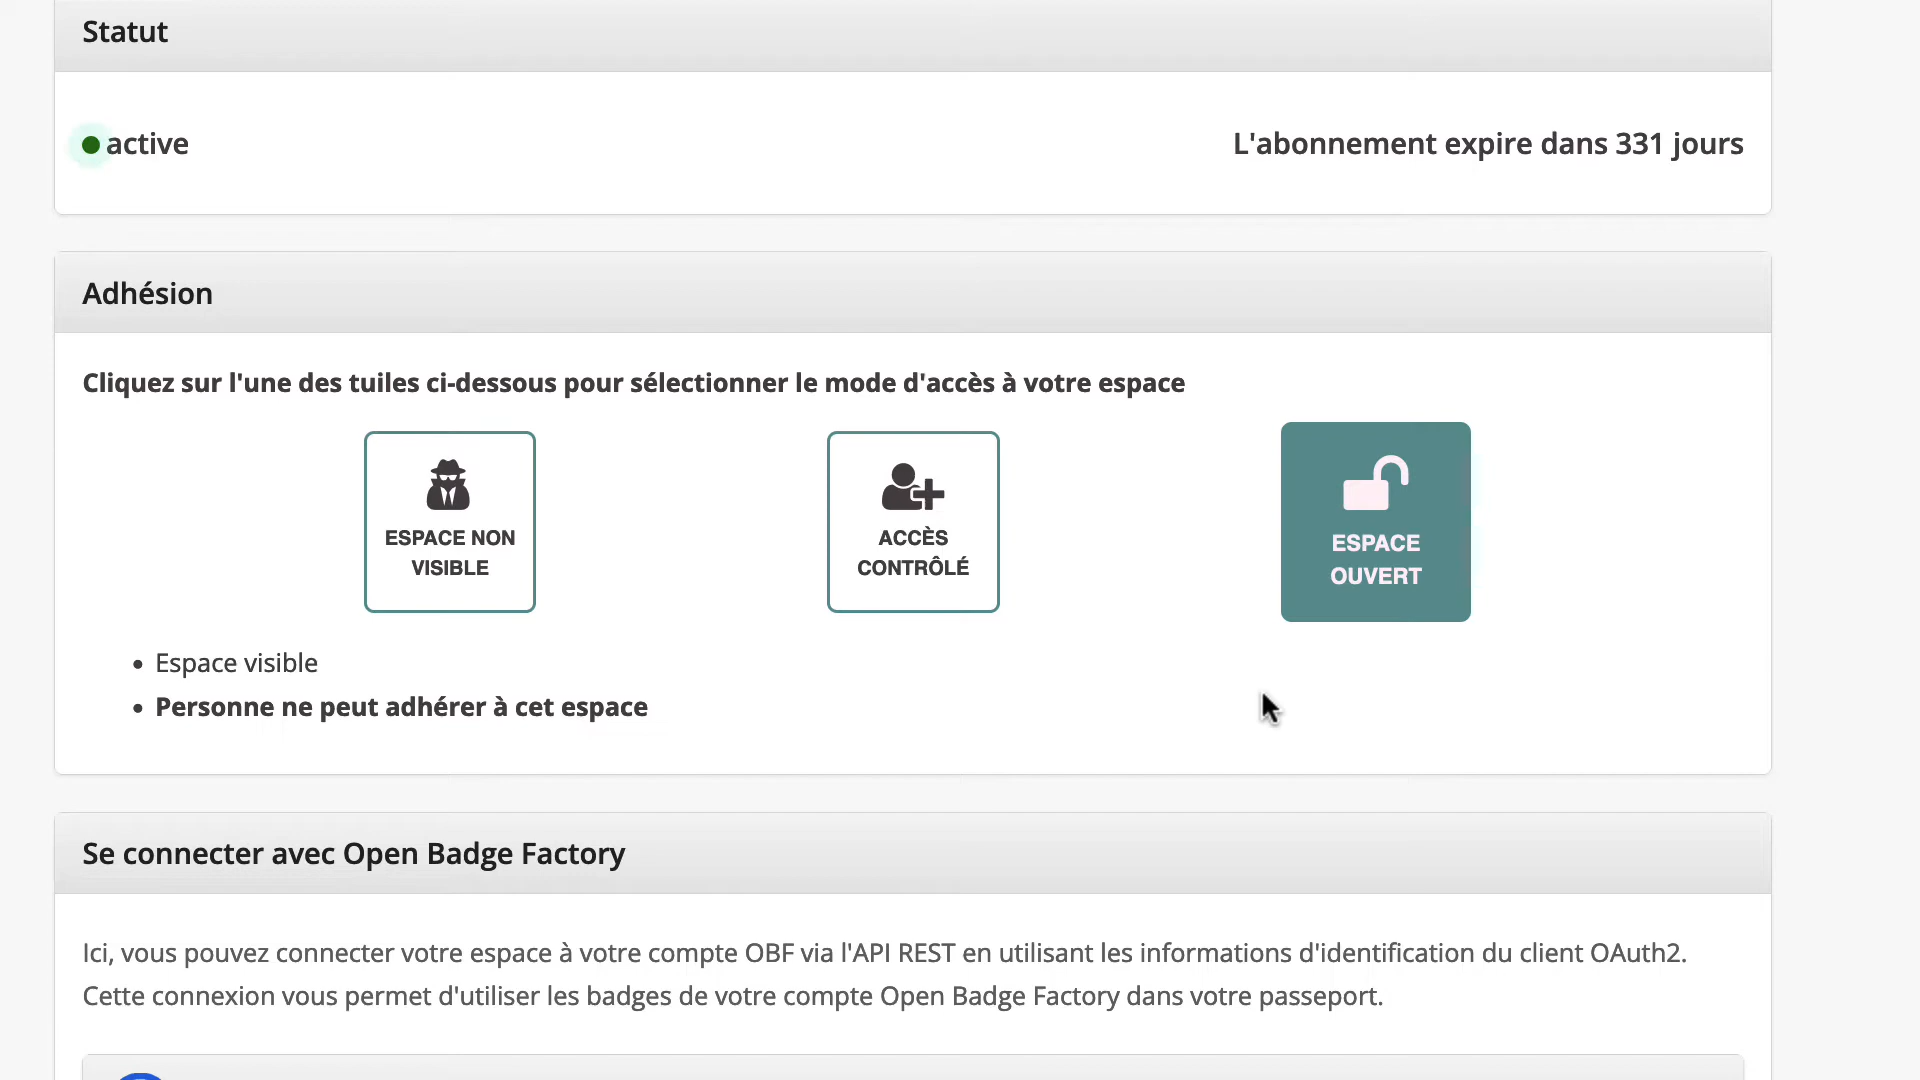 Statut
active
L'abonnement expire dans 331 jours
Adhésion
Cliquez sur l'une des tuiles ci-dessous pour sélectionner le mode d'accès à votre espace
ESPACE NON
VISIBLE
ACCÈS
CONTRÔLÉ
ESPACE
OUVERT
Espace visible
Personne ne peut adhérer à cet espace
Se connecter avec Open Badge Factory
Ici, vous pouvez connecter votre espace à votre compte OBF via l'API REST en utilisant les informations d'identification du client OAuth2.
Cette connexion vous permet d'utiliser les badges de votre compte Open Badge Factory dans votre passeport.